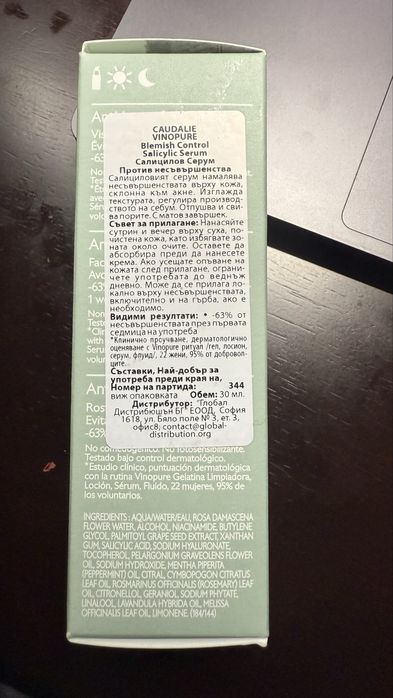 CAUDALIE
VINOPURE
Blemish Control
Salicylic Serum
Салицилов Серум
Против несъвършенства
Салициловият серум намалява
несъвършенствата върху кожа,
склонна към акне. Изглажда
текстурата, регулира производ-
ството на себум. Отпушва и сви-
ва порите. С матов завършек.
Съвет за прилагане: Нанасяйте
сутрин и вечер върху суха, по-
чистена кожа, като избягвате зо-
ната около очите. Оставете да
абсорбира преди да нанесете
крема. Ако усещате опъване на
кожата след прилагане, ограни-
чете употребата до веднъж
дневно. Може да се прилага ло-
кално върху несъвършенствата,
включително и на гърба, ако е
необходимо.
Видими резултати: * -63% от
несъвършенствата през първата
седмица на употреба
*Клинично проучване, дерматологично
оценяване с Vinopure ритуал /гел, лосион,
серум, флуид/, 22 жени, 95% от доброволците.
Съставки, Най-добър за
употреба преди края на,
Номер на партида: 344
виж опаковката Обем: 30 мл.
Дистрибутор: "Глобал
Дистрибюшън БГ" ЕООД, София
1618, ул. Бяло поле № 3, ет. 3,
офис8, contact@global-
distribution.org
No comedogénico. No fotosensibilizante.
Testado bajo control dermatológico.
*Estudio clínico, puntuación dermatológica
con la rutina Vinopure Gelatina Limpiadora,
Loción, Sérum, Fluido, 22 mujeres, 95% de
los voluntarios.
INGREDIENTS : AQUA/WATER/EAU, ROSA DAMASCENA
FLOWER WATER, ALCOHOL, NIACINAMIDE, BUTYLENE
GLYCOL, PALMITOYL GRAPE SEED EXTRACT, XANTHAN
GUM, SALICYLIC ACID, SODIUM HYALURONATE,
TOCOPHEROL, PELARGONIUM GRAVEOLENS FLOWER
OIL, SODIUM HYDROXIDE, MENTHA PIPERITA
(PEPPERMINT) OIL, CITRAL, CYMBOPOGON CITRATUS
LEAF OIL, ROSMARINUS OFFICINALIS (ROSEMARY) LEAF
OIL, CITRONELLOL, GERANIOL, SODIUM PHYTATE,
LINALOOL, LAVANDULA HYBRIDA OIL, MELISSA
OFFICINALIS LEAF OIL, LIMONENE. (184/144)